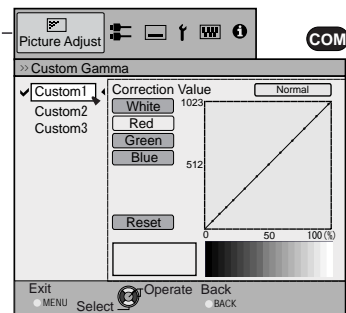 Picture Adjust
COM
>> Custom Gamma
Custom1 Correction Value Normal
Custom2 White 1023
Custom3 Red
Green
Blue 512
Reset
0 50 100 (%)
Exit Operate Back
MENU Select BACK